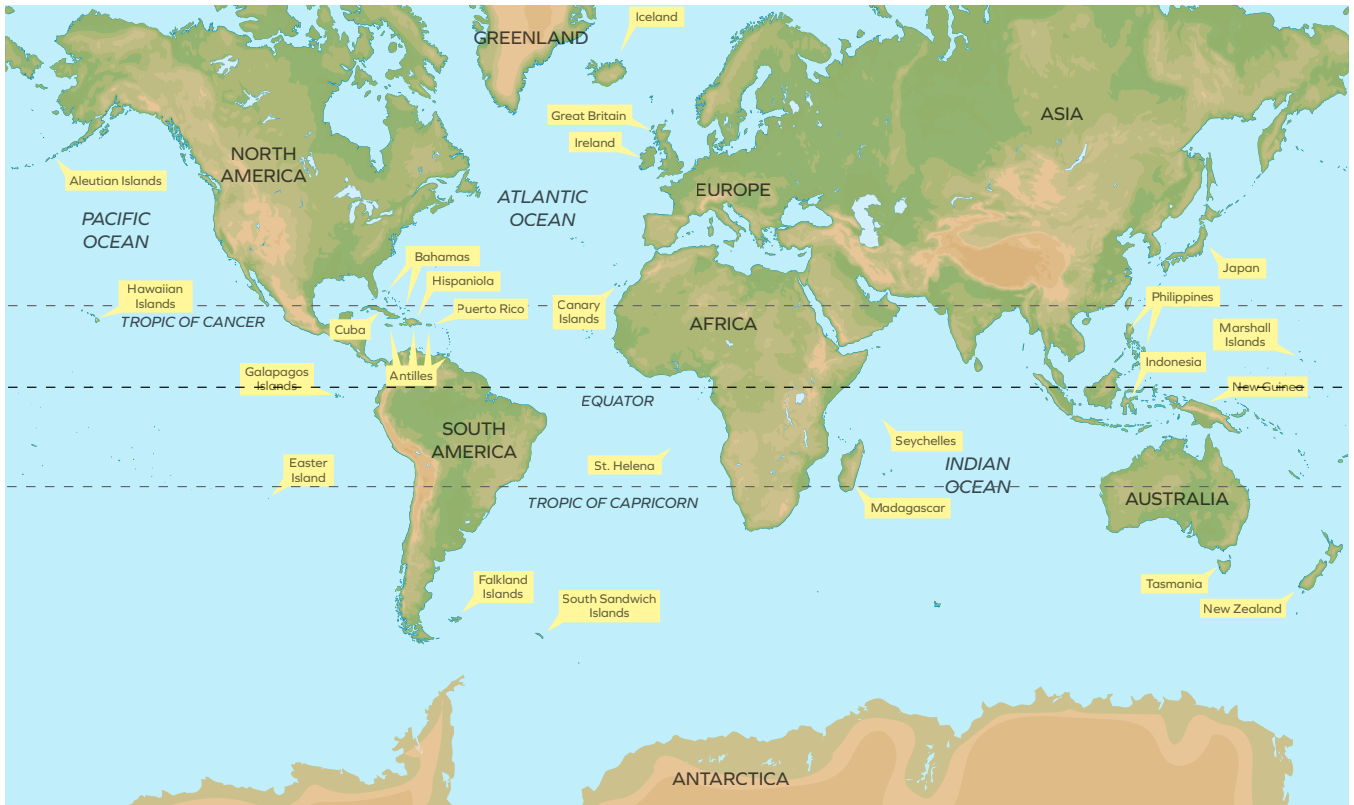 Iceland
GREENLAND
Great Britain
Ireland
ASIA
NORTH
AMERICA
Aleutian Islands
EUROPE
ATLANTIC
OCEAN
PACIFIC
OCEAN
Bahamas
Hispaniola
Japan
Hawaiian
Islands
Puerto Rico
Canary
Islands
Philippines
TROPIC OF CANCER
Cuba
AFRICA
Marshall
Islands
Antilles
Indonesia
Galapagos
Islands
New Guinea
EQUATOR
SOUTH
AMERICA
Seychelles
Easter
Island
St. Helena
INDIAN
OCEAN
TROPIC OF CAPRICORN
Madagascar
AUSTRALIA
Falkland
Islands
South Sandwich
Islands
Tasmania
New Zealand
ANTARCTICA